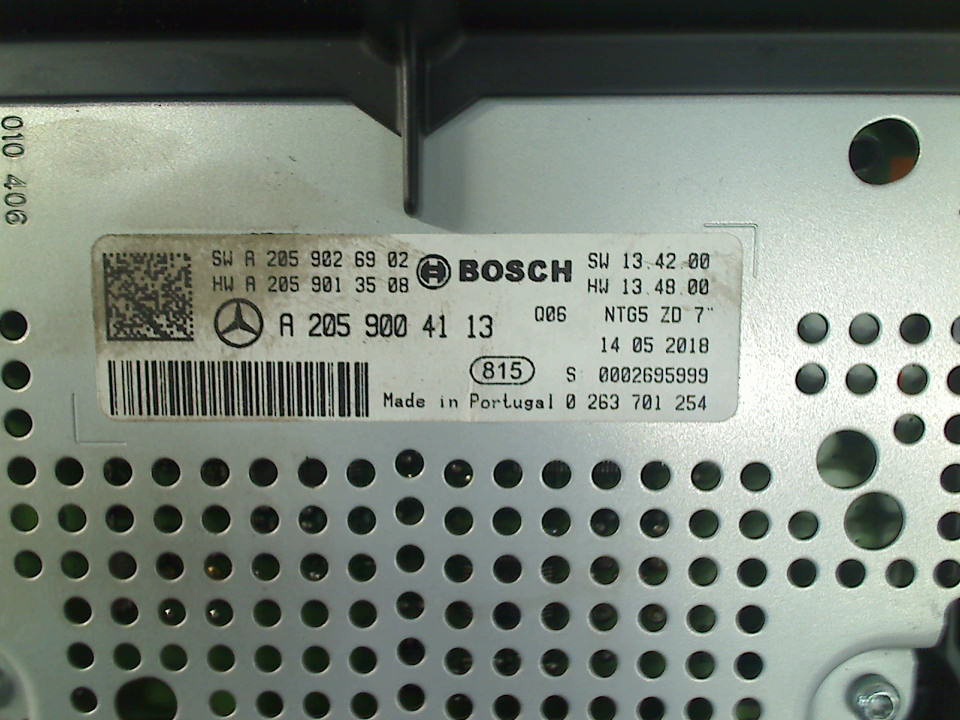 010 406
SW A 205 902 69 02
HW A 205 901 35 08
BOSCH
SW 13.42.00
HW 13.48.00
A 205 900 41 13
Q06
NTG5 ZD 7"
14 05 2018
815
S 0002695999
Made in Portugal 0 263 701 254